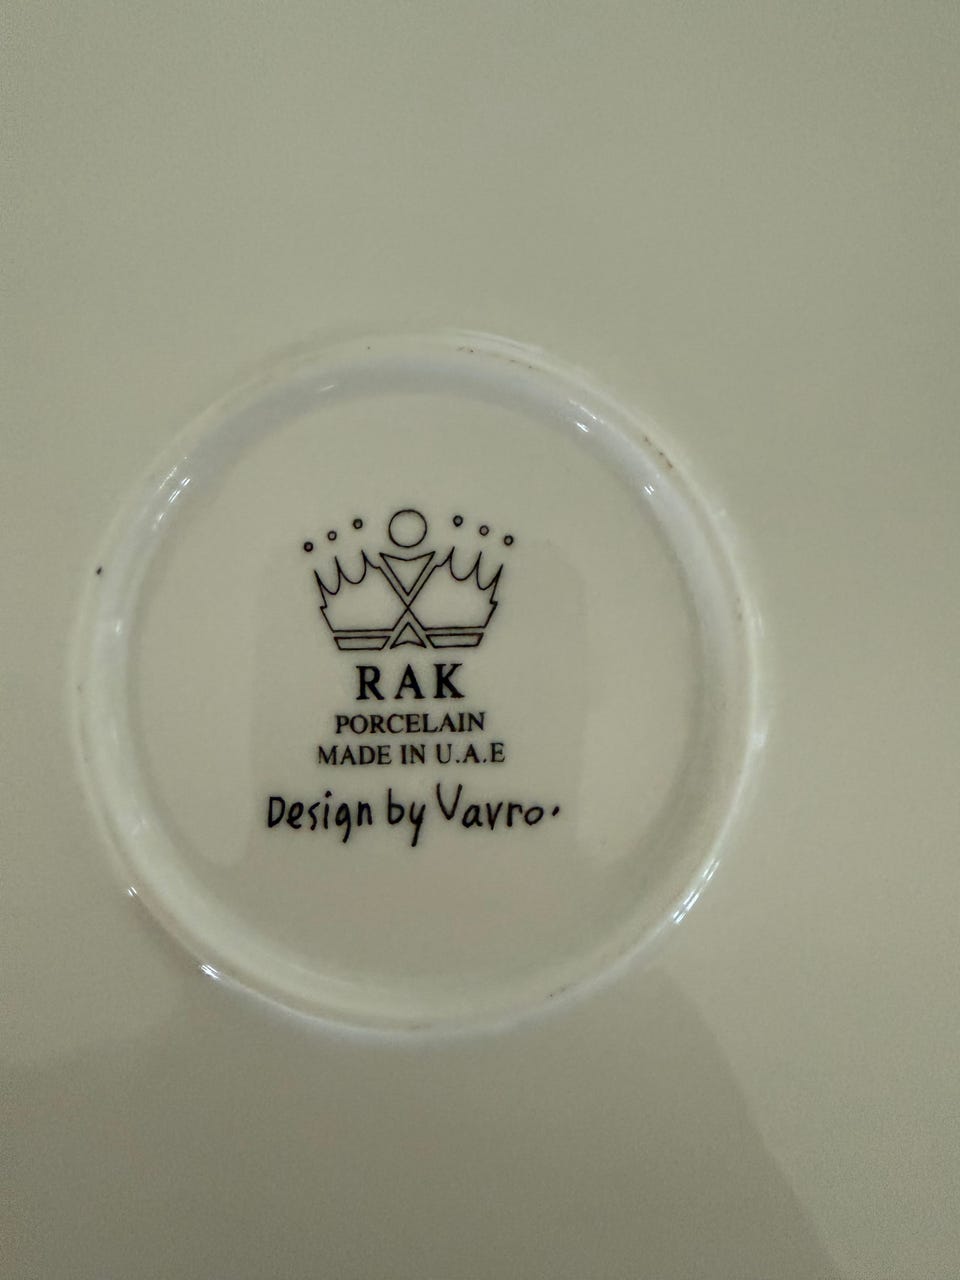 RAK
PORCELAIN
MADE IN U.A.E
Design by Vavro.